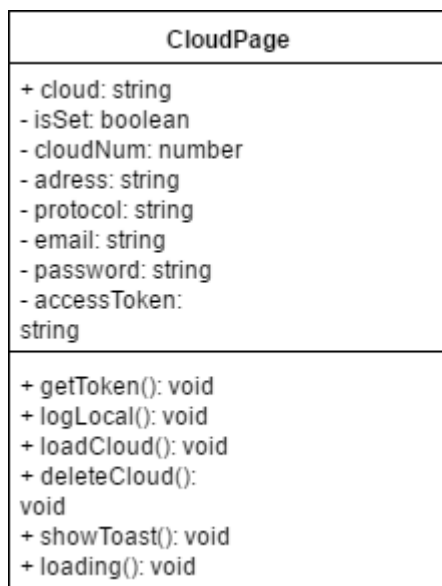 CloudPage
+ cloud: string
- isSet: boolean
- cloudNum: number
- adress: string
- protocol: string
- email: string
- password: string
- accessToken:
string
+ getToken(): void
+ logLocal(): void
+ loadCloud(): void
+ deleteCloud():
void
+ showToast(): void
+ loading(): void